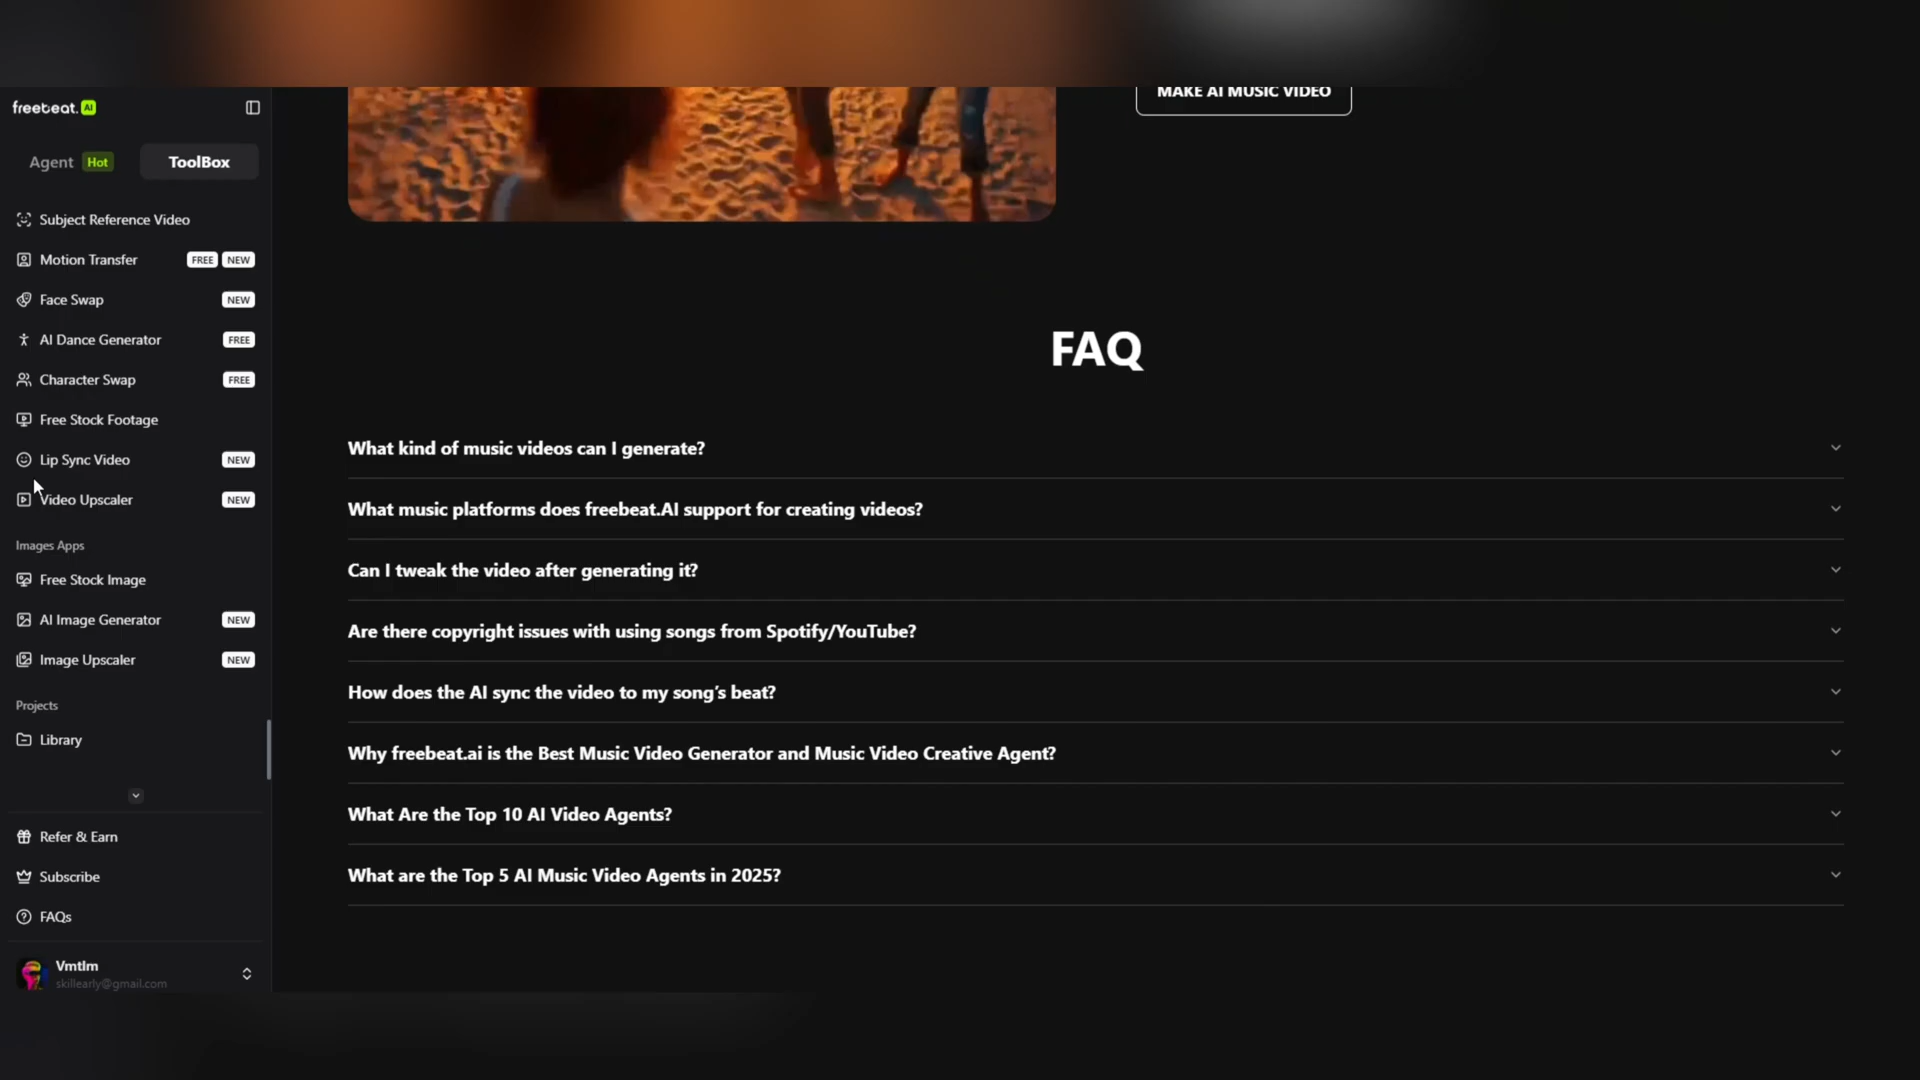 freebeat. AI
Agent Hot
ToolBox
Subject Reference Video
Motion Transfer FREE NEW
Face Swap NEW
AI Dance Generator FREE
Character Swap FREE
Free Stock Footage
Lip Sync Video NEW
Video Upscaler NEW
Images Apps
Free Stock Image
AI Image Generator NEW
Image Upscaler NEW
Projects
Library
Refer & Earn
Subscribe
FAQs
Vmtlm
skillearly@gmail.com
MAKE AI MUSIC VIDEO
FAQ
What kind of music videos can I generate?
What music platforms does freebeat.AI support for creating videos?
Can I tweak the video after generating it?
Are there copyright issues with using songs from Spotify/YouTube?
How does the AI sync the video to my song’s beat?
Why freebeat.ai is the Best Music Video Generator and Music Video Creative Agent?
What Are the Top 10 AI Video Agents?
What are the Top 5 AI Music Video Agents in 2025?